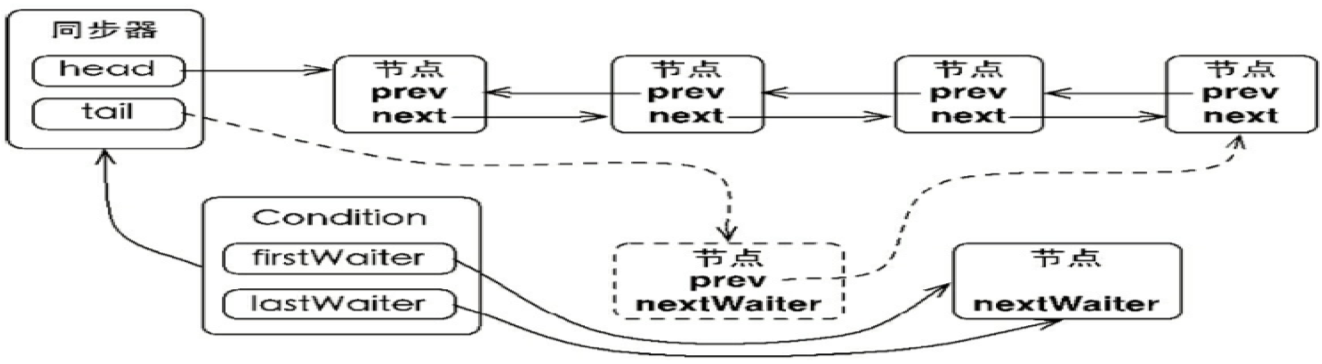 同步器
head
tail
节点
prev
next
节点
prev
next
节点
prev
next
节点
prev
next
Condition
firstWaiter
lastWaiter
节点
prev
nextWaiter
节点
nextWaiter